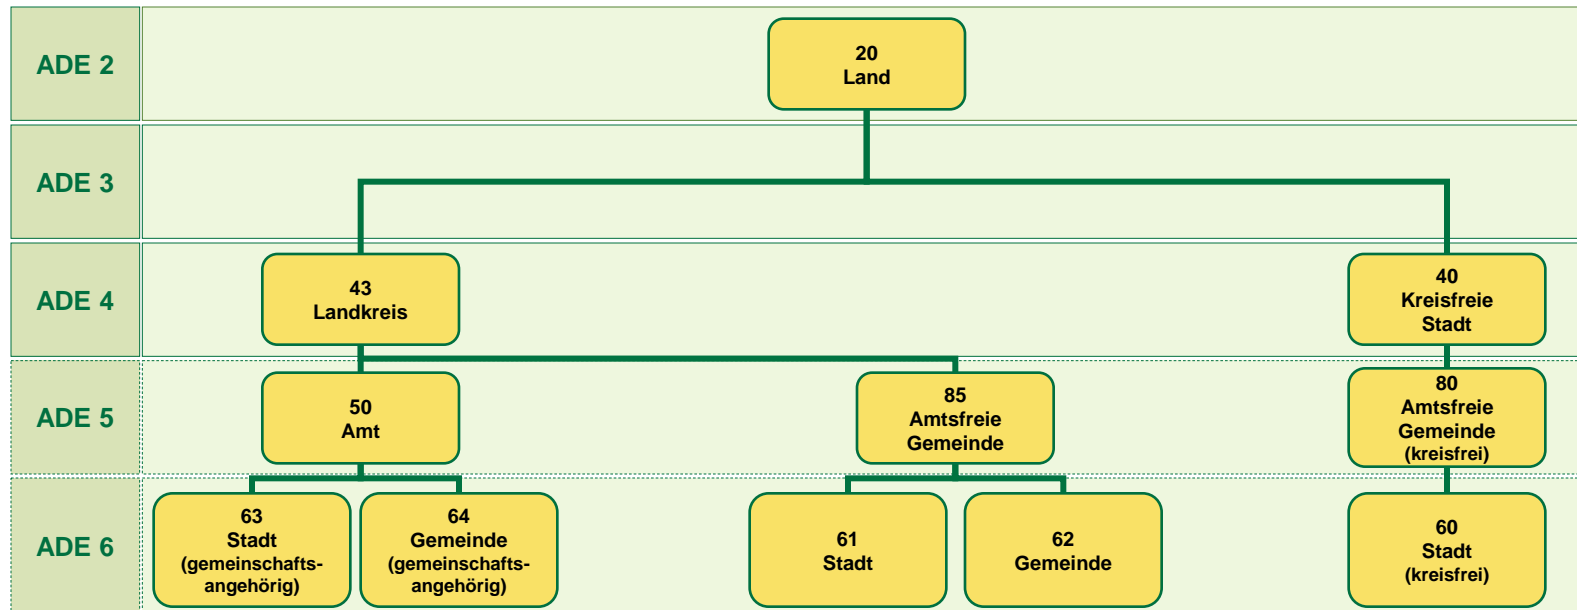 ADE 2
20
Land
ADE 3
ADE 4
43
Landkreis
40
Kreisfreie
Stadt
ADE 5
50
Amt
85
Amtsfreie
Gemeinde
80
Amtsfreie
Gemeinde
(kreisfrei)
ADE 6
63
Stadt
(gemeinschafts-
angehörig)
64
Gemeinde
(gemeinschafts-
angehörig)
61
Stadt
62
Gemeinde
60
Stadt
(kreisfrei)